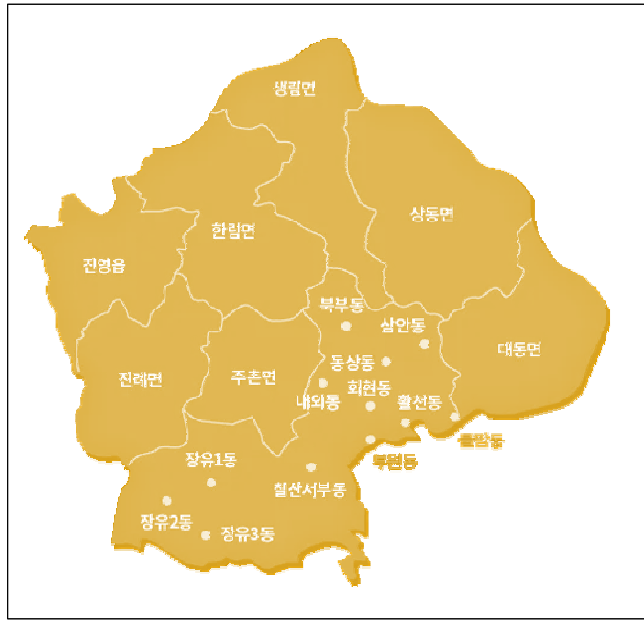 생림면
상동면
한림면
진영읍
북부동
삼안동
대동면
동상동
진례면
주촌면
회현동
내외동
활천동
불암동
부원동
장유1동
칠산서부동
장유2동
장유3동